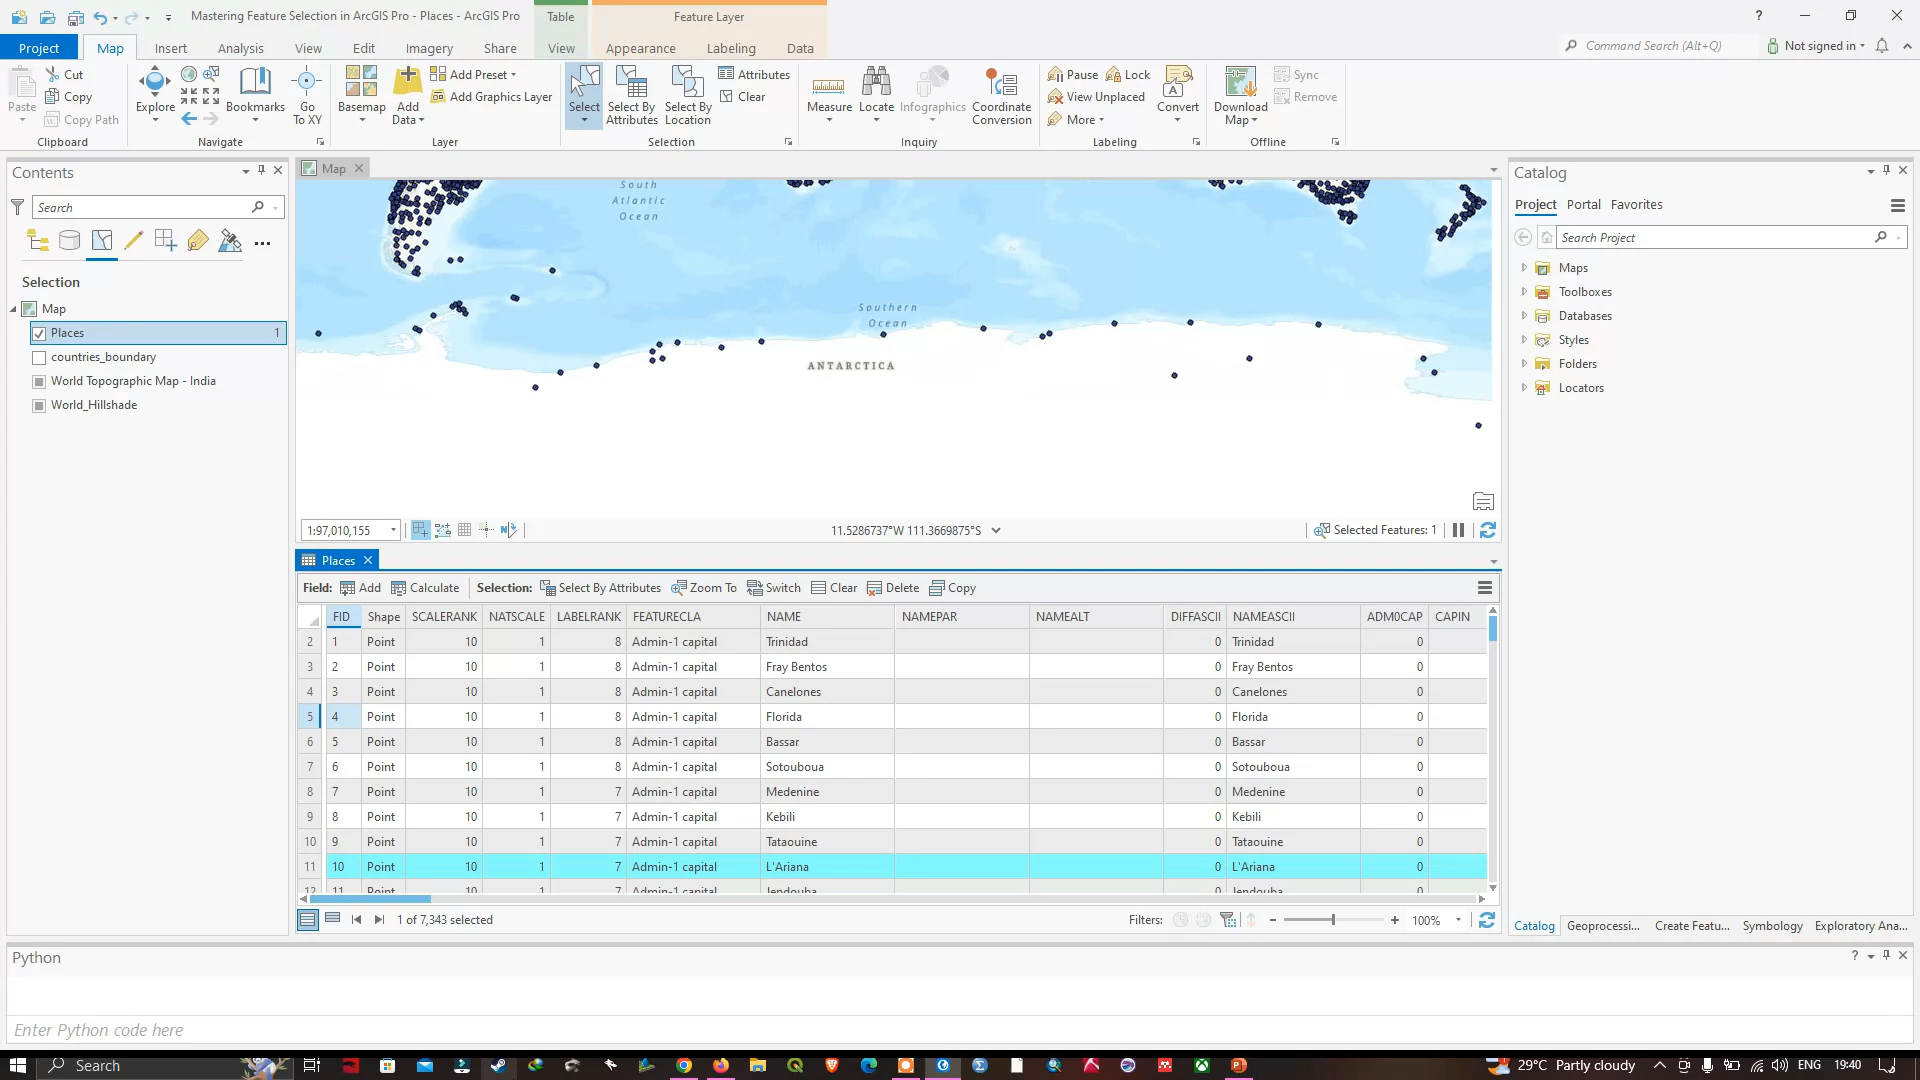 Mastering Feature Selection in ArcGIS Pro - Places - ArcGIS Pro
Table
Feature Layer
?
Project
Map
Insert
Analysis
View
Edit
Imagery
Share
View
Appearance
Labeling
Data
Command Search (Alt+Q)
Not signed in
Paste
Cut
Copy
Copy Path
Clipboard
Explore
Bookmarks
Go To XY
Navigate
Basemap
Add Data
Add Preset
Add Graphics Layer
Layer
Select
Select By Attributes
Select By Location
Attributes
Clear
Selection
Measure
Locate
Infographics
Coordinate Conversion
Inquiry
Pause
Lock
View Unplaced
More
Convert
Labeling
Download Map
Sync
Remove
Offline
Contents
Search
Selection
Map
Places 1
countries_boundary
World Topographic Map - India
World_Hillshade
Map
South
Atlantic
Ocean
Southern
Ocean
ANTARCTICA
1:97,010,155
11.5286737°W 111.3669875°S
Selected Features: 1
Places
Field: Add Calculate Selection: Select By Attributes Zoom To Switch Clear Delete Copy
FID Shape SCALERANK NATSCALE LABELRANK FEATURECLA NAME NAMEPAR NAMEALT DIFFASCII NAMEASCII ADM0CAP CAPIN
2 1 Point 10 1 8 Admin-1 capital Trinidad 0 Trinidad 0
3 2 Point 10 1 8 Admin-1 capital Fray Bentos 0 Fray Bentos 0
4 3 Point 10 1 8 Admin-1 capital Canelones 0 Canelones 0
5 4 Point 10 1 8 Admin-1 capital Florida 0 Florida 0
6 5 Point 10 1 8 Admin-1 capital Bassar 0 Bassar 0
7 6 Point 10 1 8 Admin-1 capital Sotouboua 0 Sotouboua 0
8 7 Point 10 1 7 Admin-1 capital Medenine 0 Medenine 0
9 8 Point 10 1 7 Admin-1 capital Kebili 0 Kebili 0
10 9 Point 10 1 7 Admin-1 capital Tataouine 0 Tataouine 0
11 10 Point 10 1 7 Admin-1 capital L'Ariana 0 L'Ariana 0
12 11 Point 10 1 7 Admin-1 capital Jendouba 0 Jendouba 0
1 of 7,343 selected
Filters:
100%
Catalog
Project Portal Favorites
Search Project
Maps
Toolboxes
Databases
Styles
Folders
Locators
Catalog Geoprocessi... Create Featu... Symbology Exploratory Ana...
Python
?
Enter Python code here
Search
29°C Partly cloudy
ENG
19:40